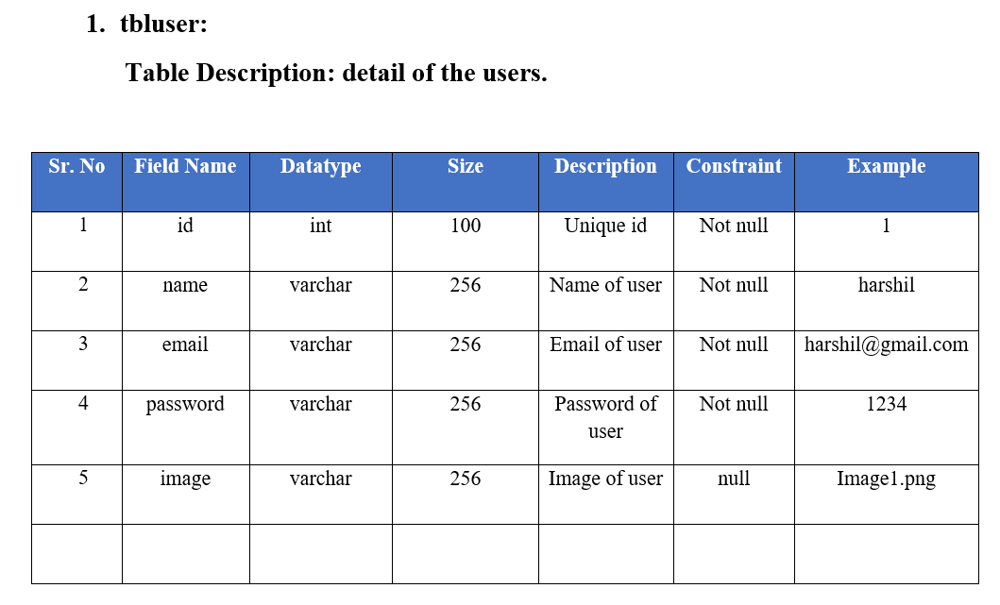 1. tbluser:
Table Description: detail of the users.
Sr. No Field Name Datatype Size Description Constraint Example
1 id int 100 Unique id Not null 1
2 name varchar 256 Name of user Not null harshil
3 email varchar 256 Email of user Not null harshil@gmail.com
4 password varchar 256 Password of Not null 1234
user
5 image varchar 256 Image of user null Image1.png